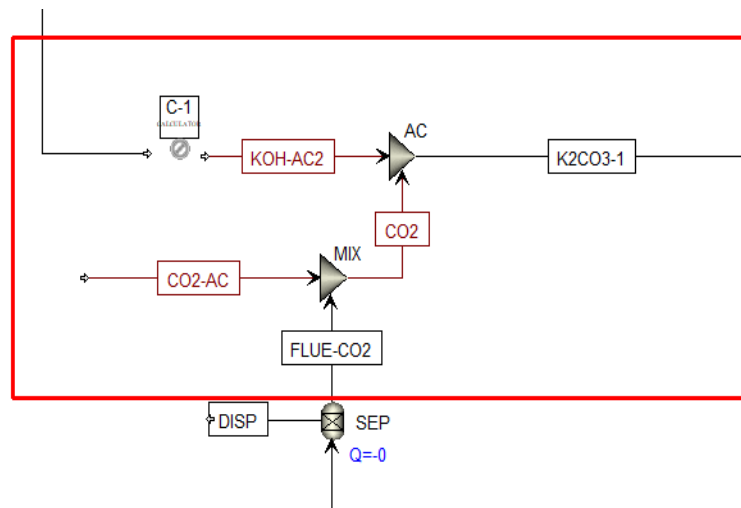 C-1
CALCULATOR
AC
KOH-AC2
K2CO3-1
CO2
MIX
CO2-AC
FLUE-CO2
DISP
SEP
Q=-0